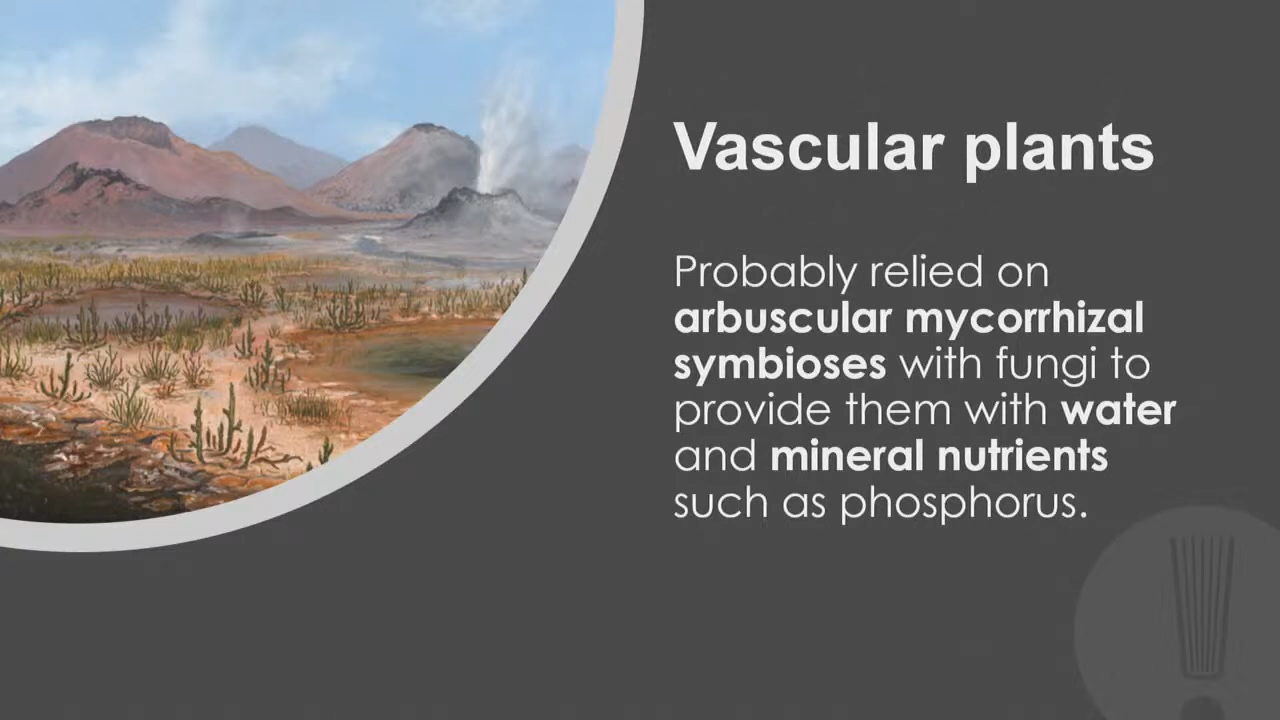 Vascular plants
Probably relied on
arbuscular mycorrhizal
symbioses with fungi to
provide them with water
and mineral nutrients
such as phosphorus.